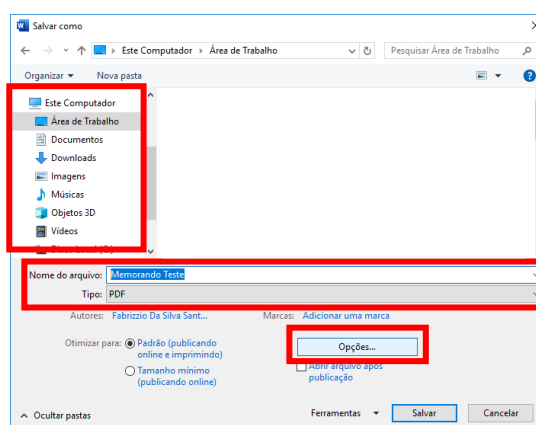 Salvar como
Este Computador › Área de Trabalho
Pesquisar Área de Trabalho
Organizar
Nova pasta
Este Computador
Área de Trabalho
Documentos
Downloads
Imagens
Músicas
Objetos 3D
Vídeos
Nome do arquivo: Memorando Teste
Tipo: PDF
Autores: Fabrizzio Da Silva Sant...
Marcas: Adicionar uma marca
Otimizar para: Padrão (publicando
online e imprimindo)
Tamanho mínimo
(publicando online)
Opções...
Abrir arquivo após
publicação
Ocultar pastas
Ferramentas
Salvar
Cancelar